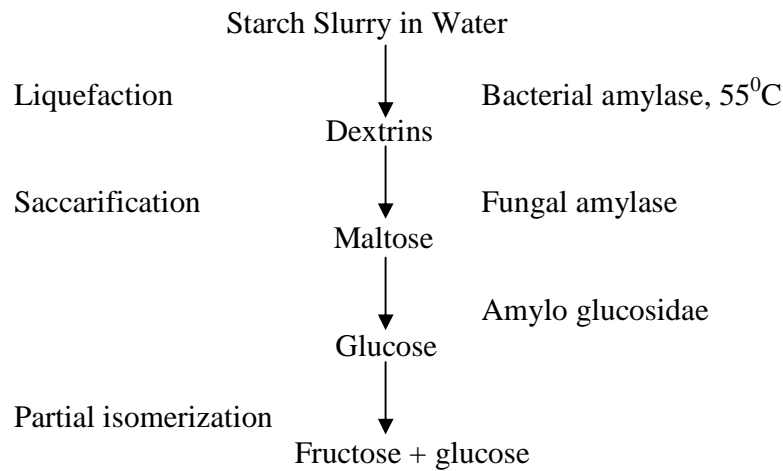 Starch Slurry in Water
Liquefaction
Bacterial amylase, 55⁰C
Dextrins
Saccarification
Fungal amylase
Maltose
Amylo glucosidae
Glucose
Partial isomerization
Fructose + glucose